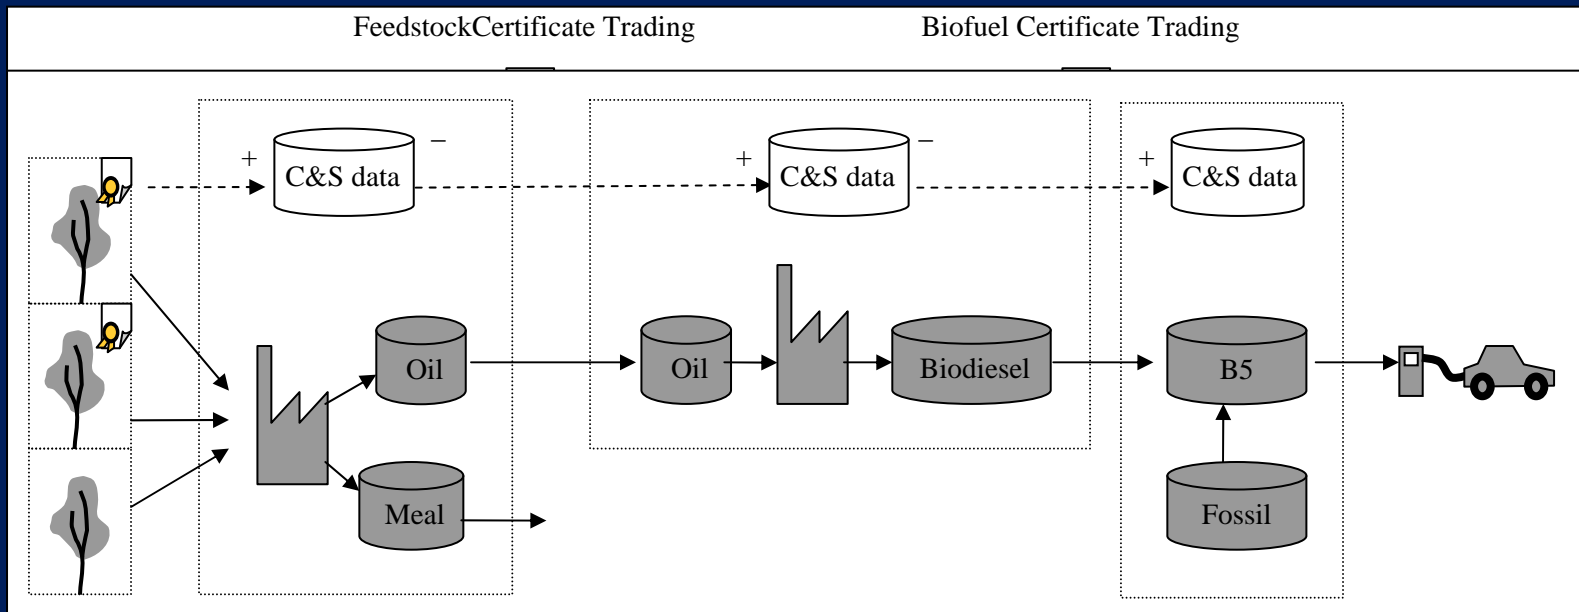 FeedstockCertificate Trading
Biofuel Certificate Trading
+ C&S data –
+ C&S data –
+ C&S data
Oil
Oil
Biodiesel
B5
Meal
Fossil